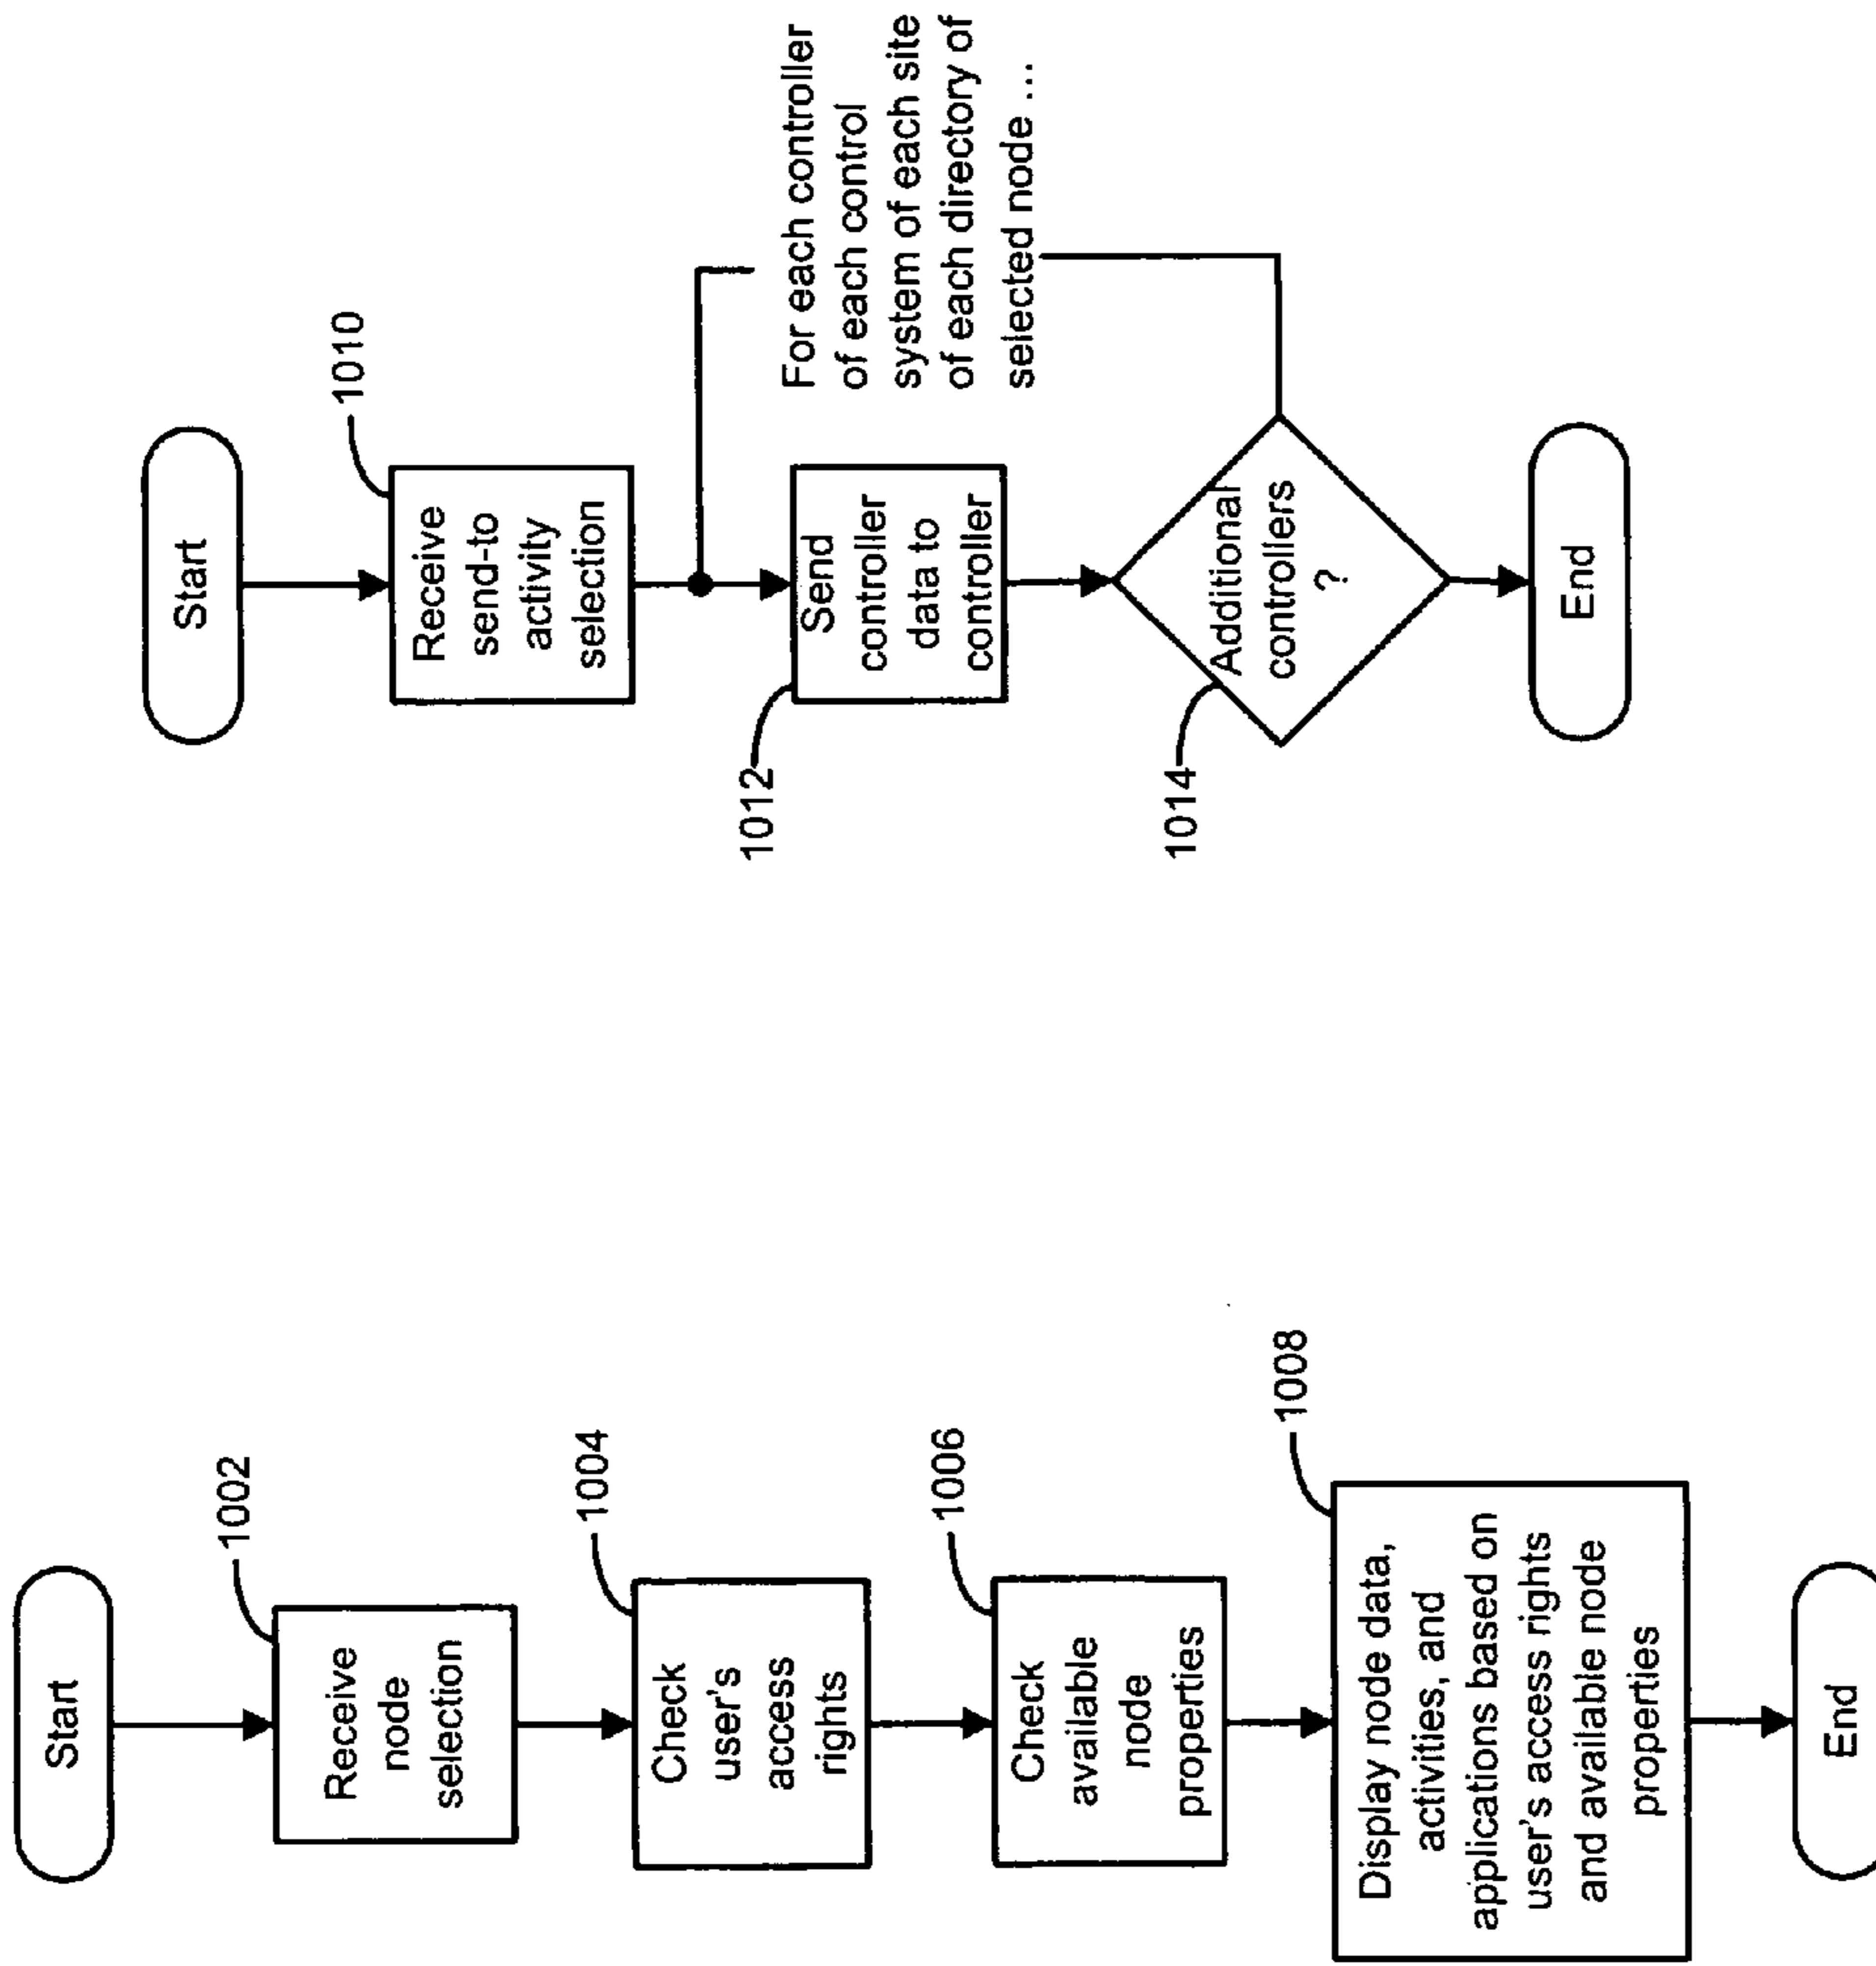 Start
1002
Receive
node
selection
1004
Check
user's
access
rights
1006
Check
available
node
properties
1008
Display node data,
activities, and
applications based on
user's access rights
and available node
properties
End
Start
1010
Receive
send-to
activity
selection
For each controller
of each control
system of each site
of each directory of
selected node ...
1012
Send
controller
data to
controller
1014
Additional
controllers
?
End